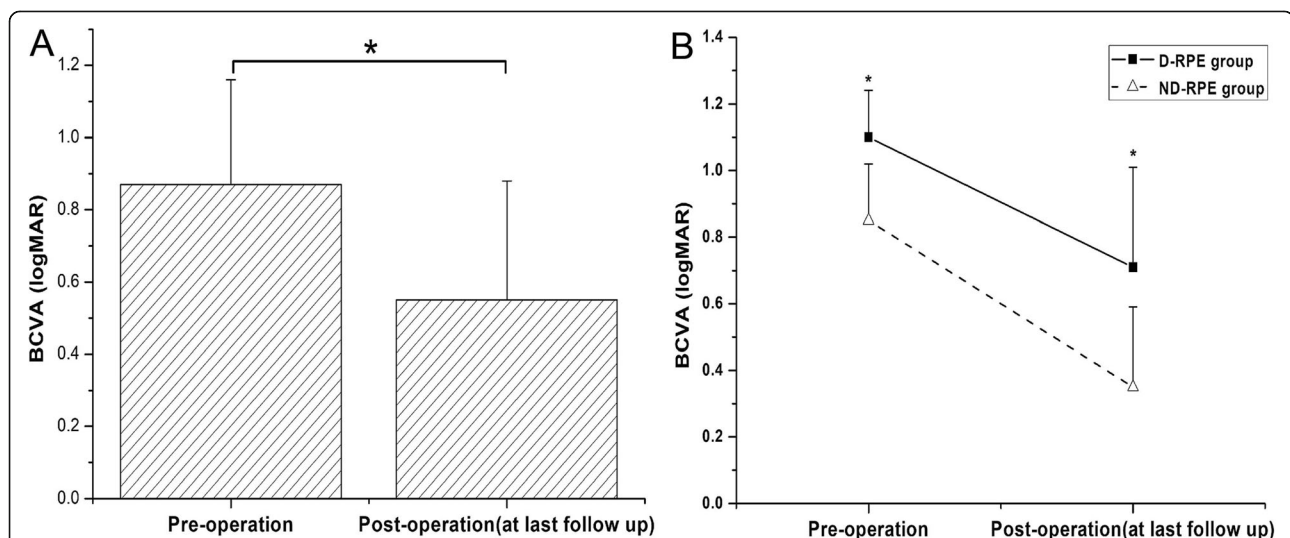 A
*
BCVA (logMAR)
1.2
1.0
0.8
0.6
0.4
0.2
0.0
Pre-operation
Post-operation(at last follow up)
B
D-RPE group
ND-RPE group
*
*
BCVA (logMAR)
1.4
1.2
1.0
0.8
0.6
0.4
0.2
0.0
Pre-operation
Post-operation(at last follow up)